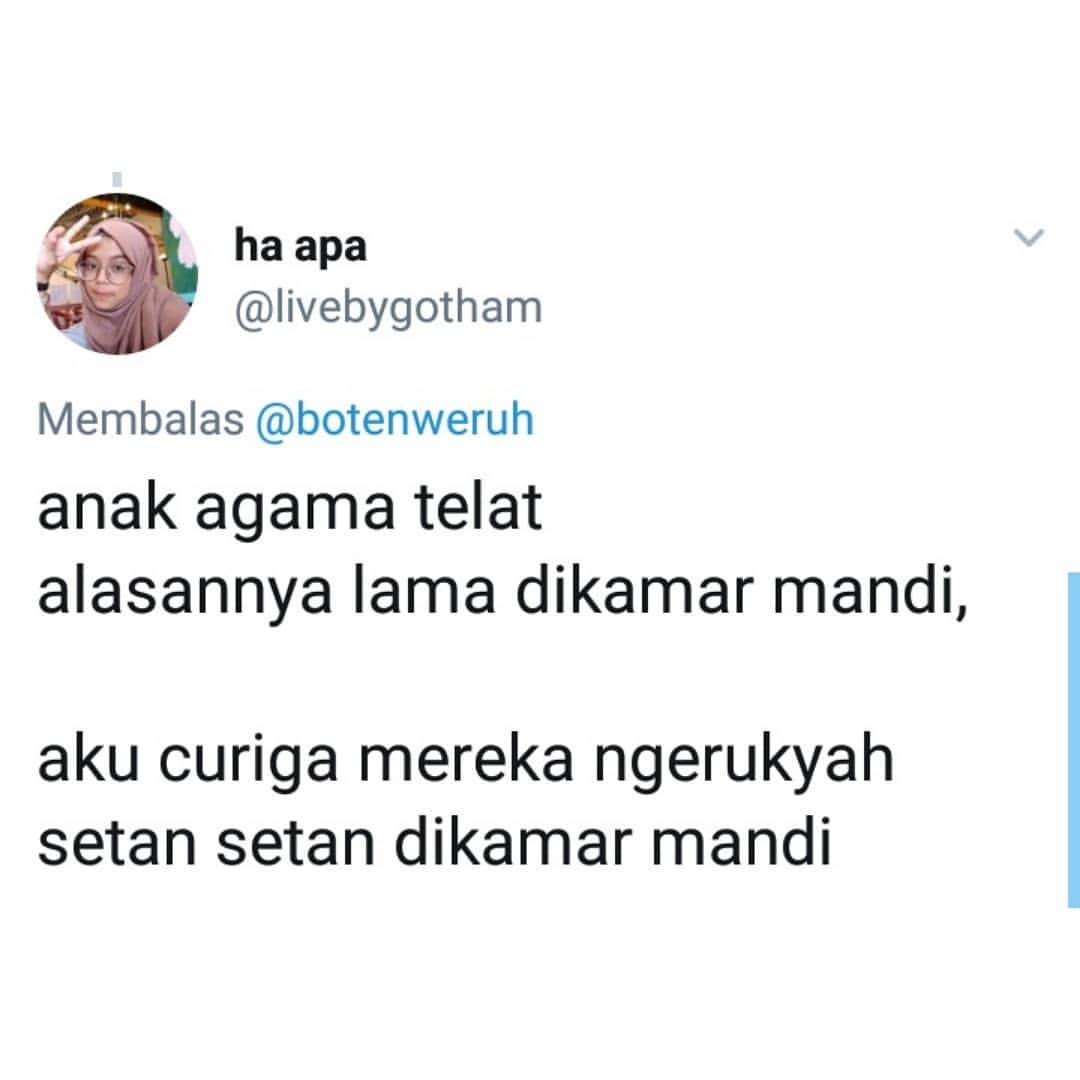 ha apa
@livebygotham
Membalas @botenweruh
anak agama telat
alasannya lama dikamar mandi,
aku curiga mereka ngerukyah
setan setan dikamar mandi